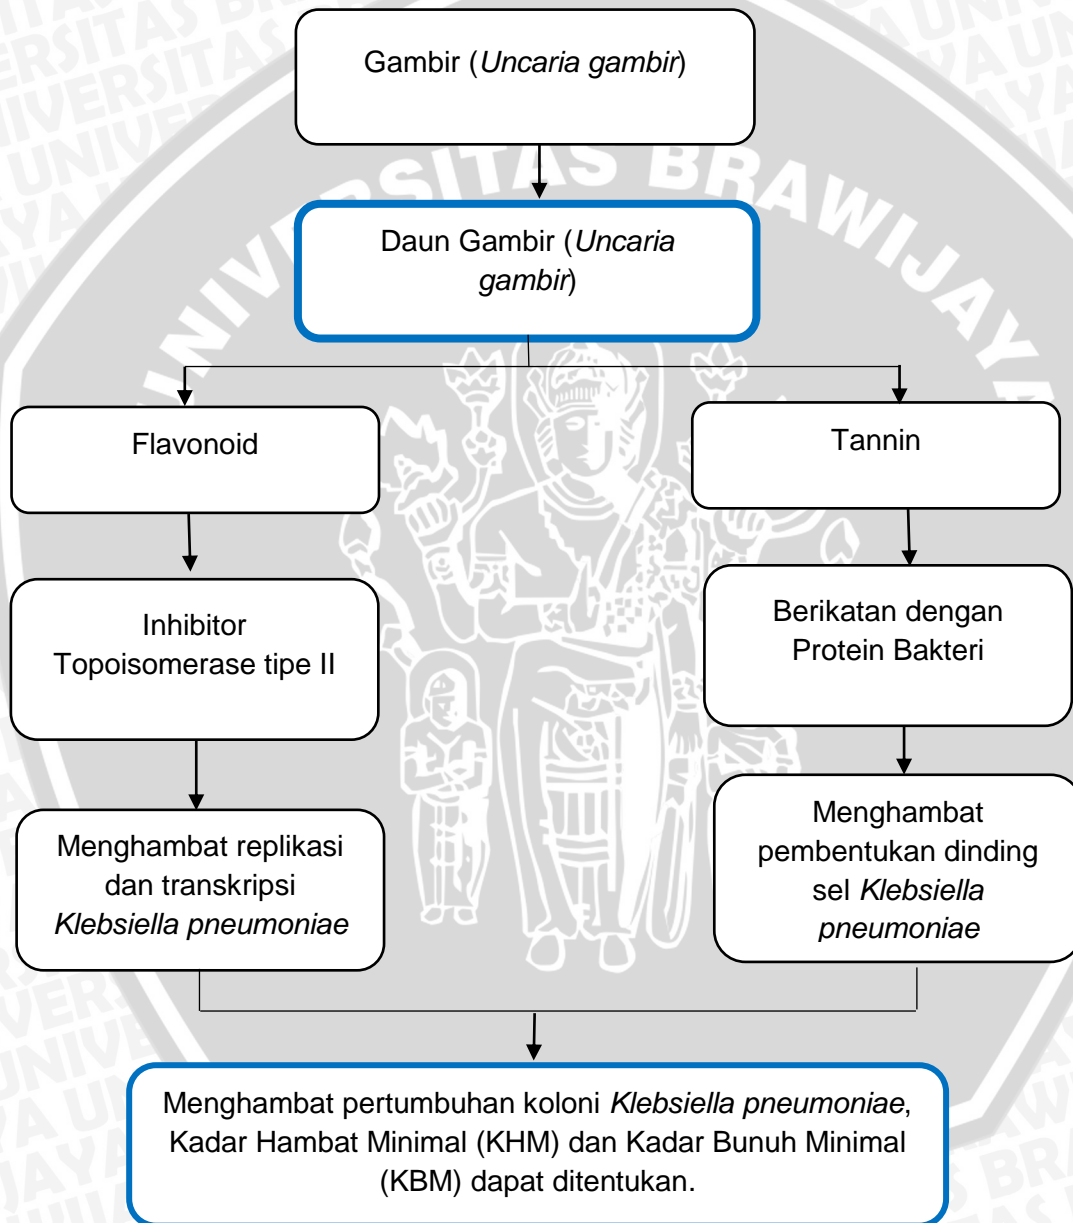 Gambir (Uncaria gambir)
UNIVERSITAS BRAWIJAYA
Daun Gambir (Uncaria
gambir)
Flavonoid
Tannin
Inhibitor
Topoisomerase tipe II
Berikatan dengan
Protein Bakteri
Menghambat replikasi
dan transkripsi
Klebsiella pneumoniae
Menghambat
pembentukan dinding
sel Klebsiella
pneumoniae
Menghambat pertumbuhan koloni Klebsiella pneumoniae,
Kadar Hambat Minimal (KHM) dan Kadar Bunuh Minimal
(KBM) dapat ditentukan.